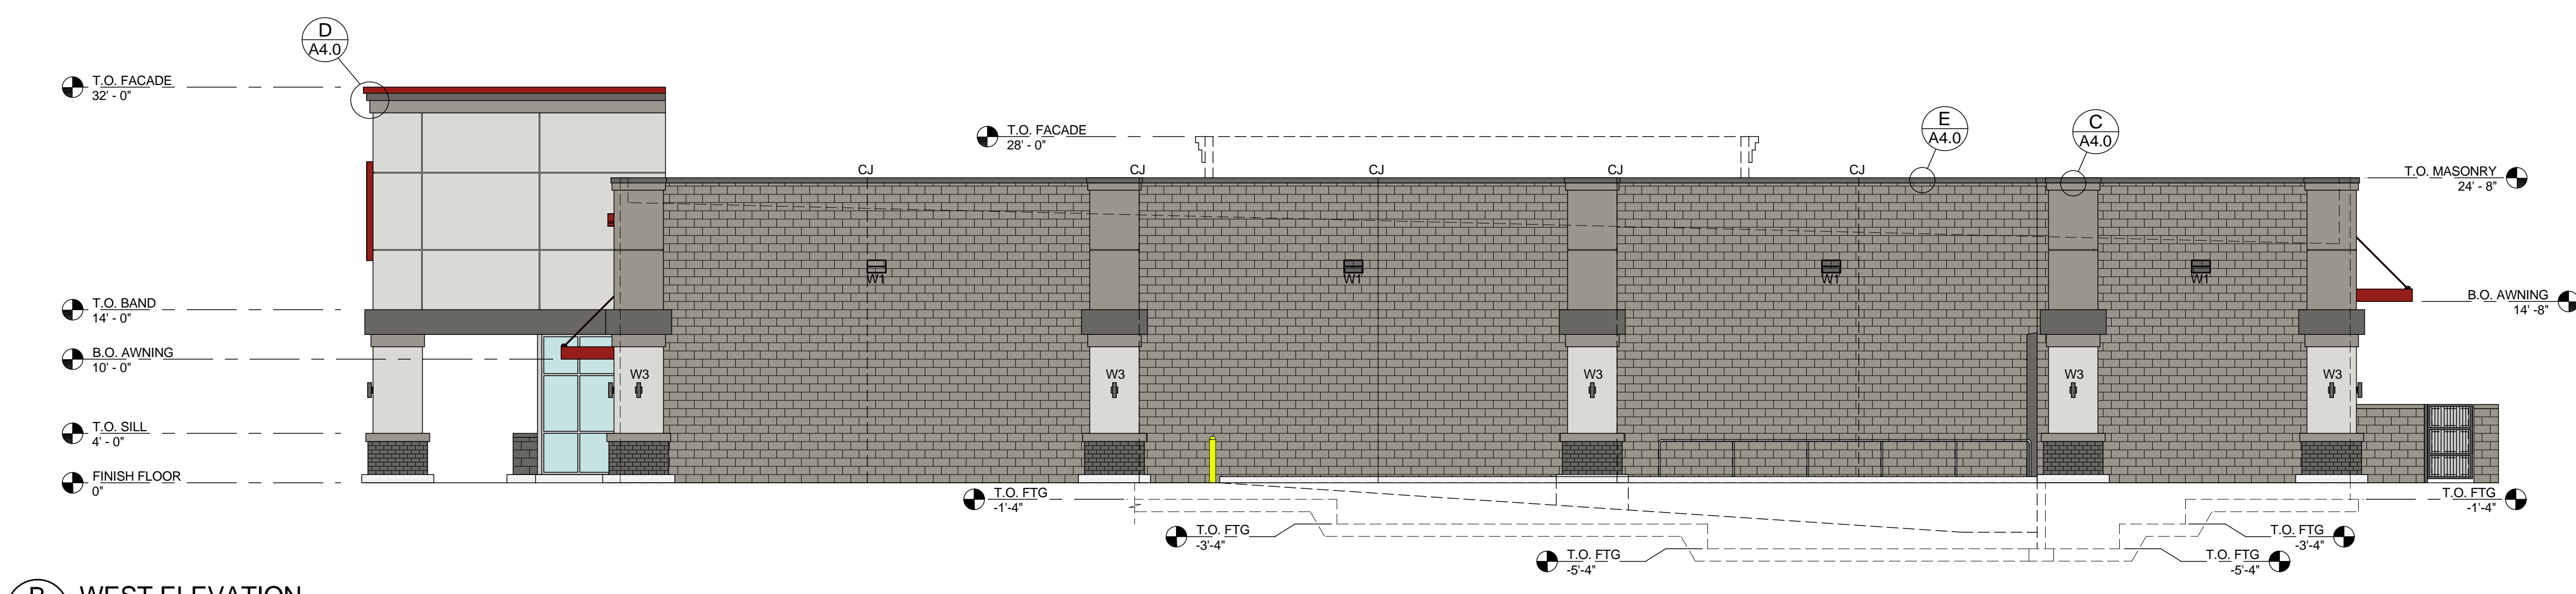 D
A4.0
T.O. FACADE
32' - 0"
T.O. FACADE
28' - 0"
E
A4.0
C
A4.0
CJ
CJ
CJ
CJ
CJ
T.O. MASONRY
24' - 8"
W1
W1
W1
W1
T.O. BAND
14' - 0"
B.O. AWNING
14' -8"
B.O. AWNING
10' - 0"
W3
W3
W3
W3
W3
T.O. SILL
4' - 0"
FINISH FLOOR
0"
T.O. FTG
-1'-4"
T.O. FTG
-1'-4"
T.O. FTG
-3'-4"
T.O. FTG
-3'-4"
T.O. FTG
-5'-4"
T.O. FTG
-5'-4"
WEST ELEVATION